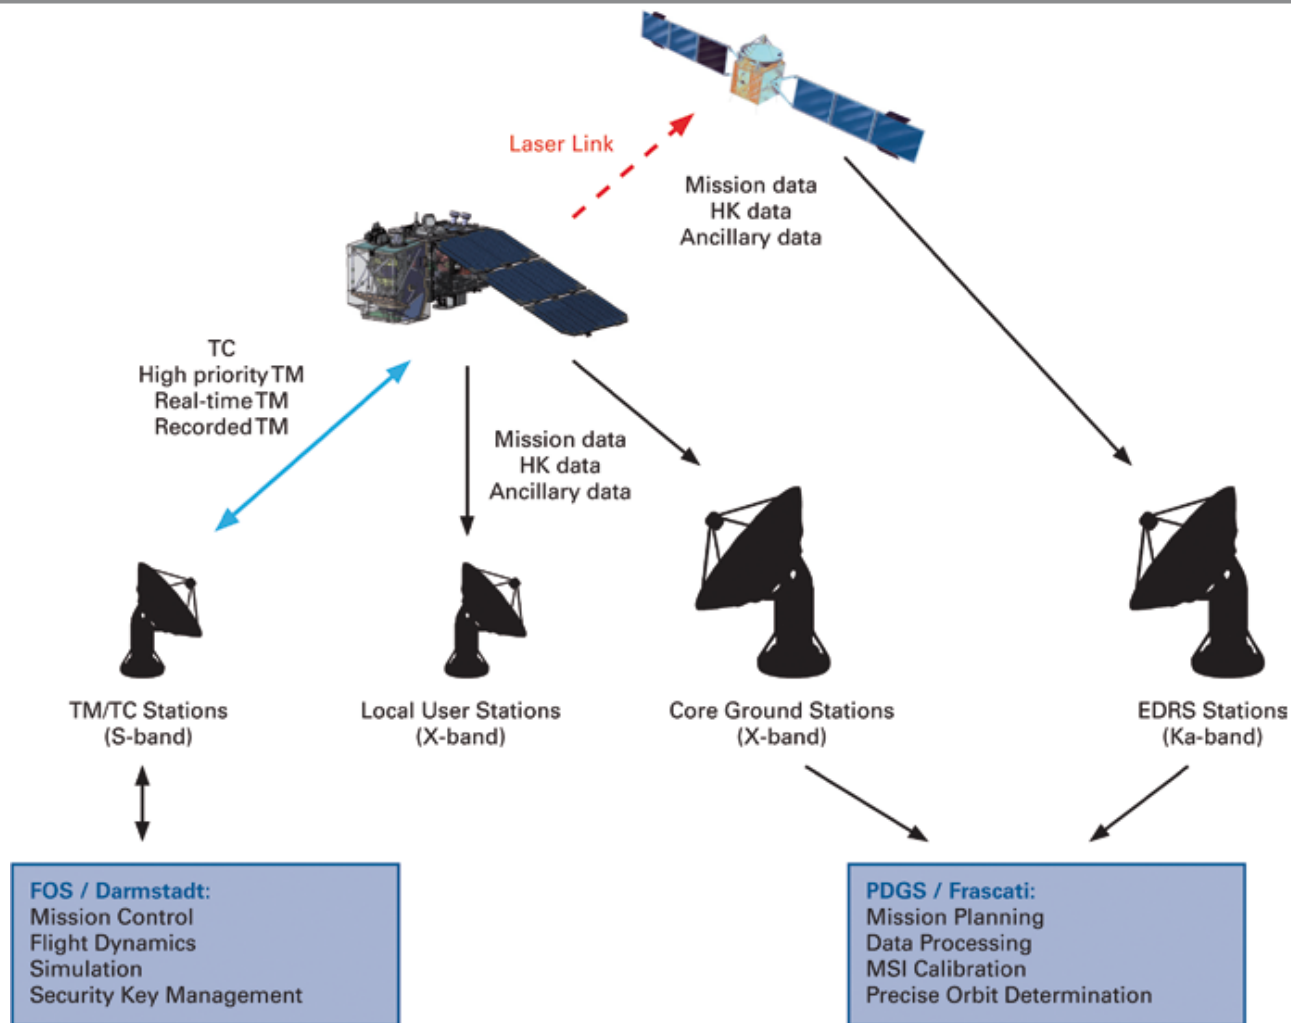 Laser Link
Mission data
HK data
Ancillary data
TC
High priority TM
Real-time TM
Recorded TM
Mission data
HK data
Ancillary data
TM/TC Stations
(S-band)
Local User Stations
(X-band)
Core Ground Stations
(X-band)
EDRS Stations
(Ka-band)
FOS / Darmstadt:
Mission Control
Flight Dynamics
Simulation
Security Key Management
PDGS / Frascati:
Mission Planning
Data Processing
MSI Calibration
Precise Orbit Determination